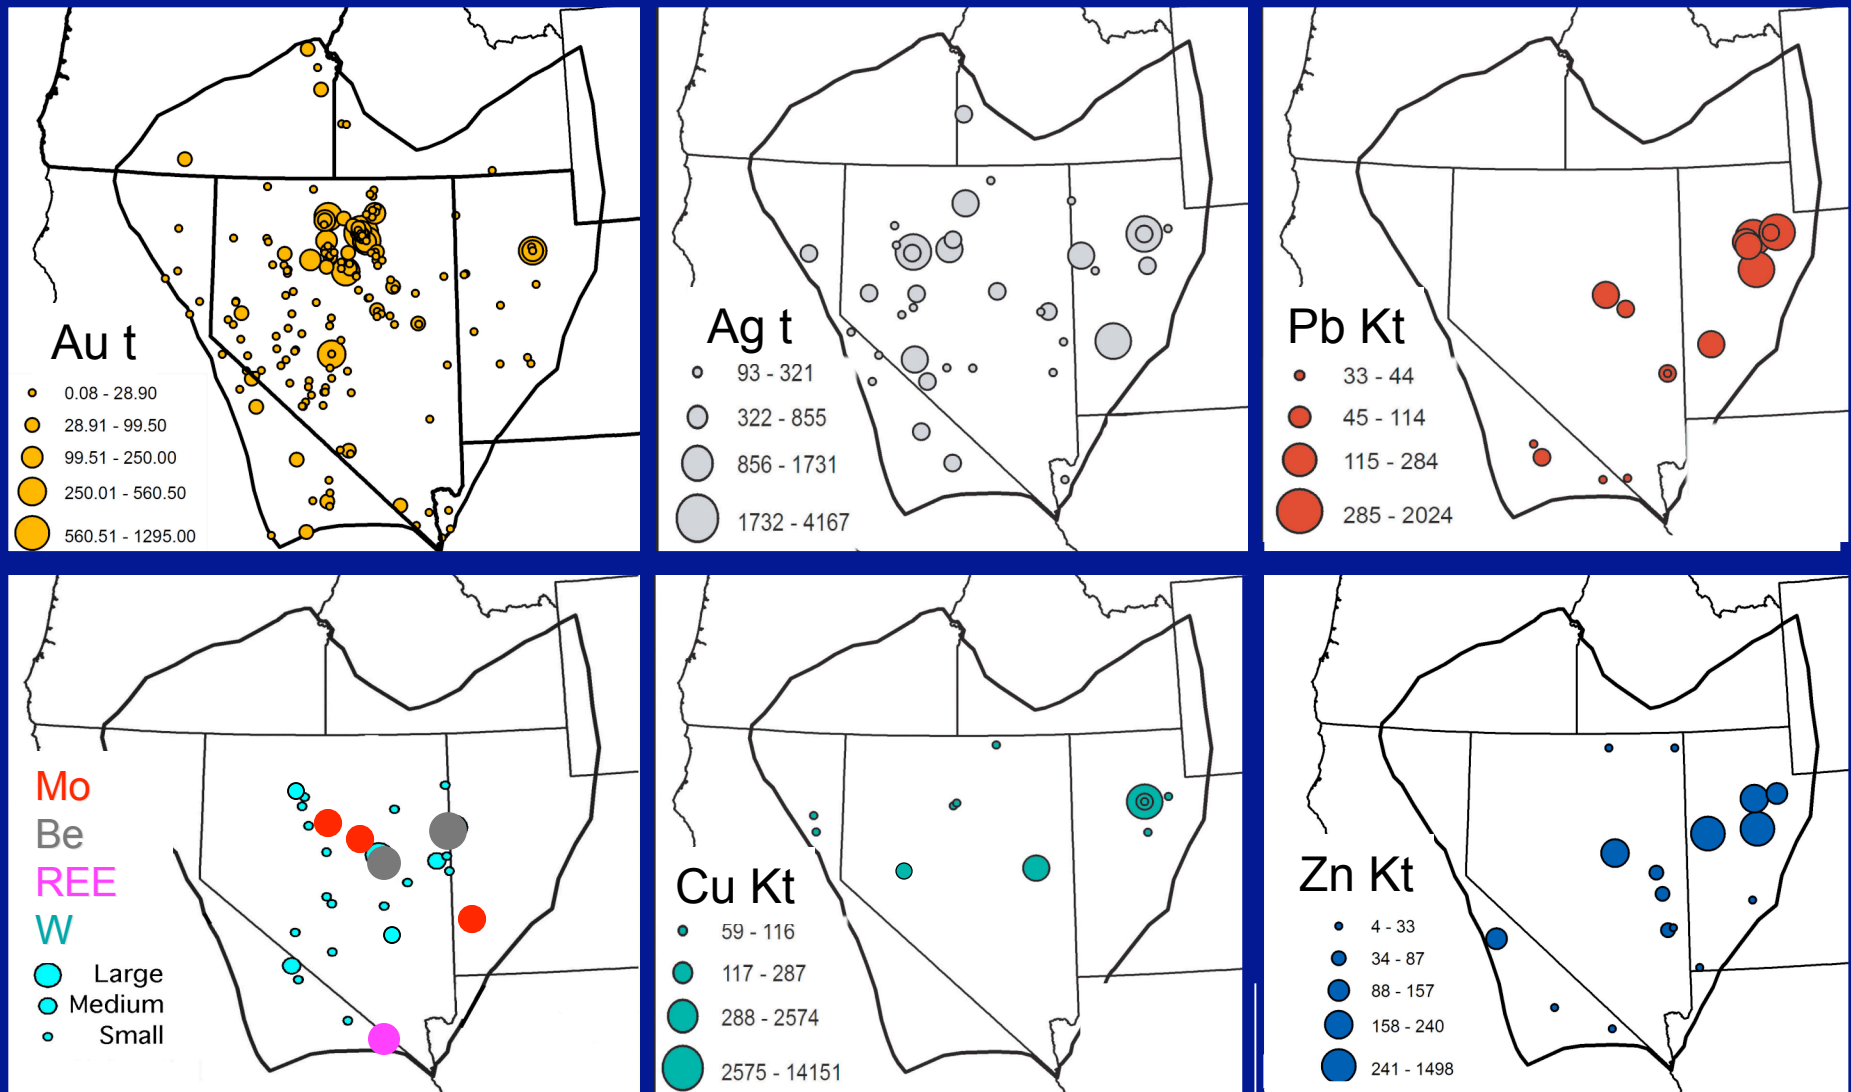 Au t
0.08 - 28.90
28.91 - 99.50
99.51 - 250.00
250.01 - 560.50
560.51 - 1295.00
Ag t
93 - 321
322 - 855
856 - 1731
1732 - 4167
Pb Kt
33 - 44
45 - 114
115 - 284
285 - 2024
Mo
Be
REE
W
Large
Medium
Small
Cu Kt
59 - 116
117 - 287
288 - 2574
2575 - 14151
Zn Kt
4 - 33
34 - 87
88 - 157
158 - 240
241 - 1498